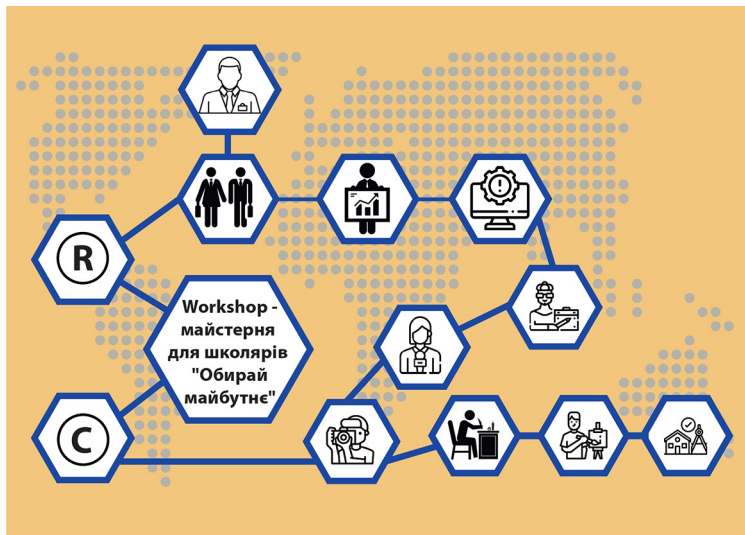 R
Workshop -
майстерня
для школярів
"Обирай
майбутнє"
C